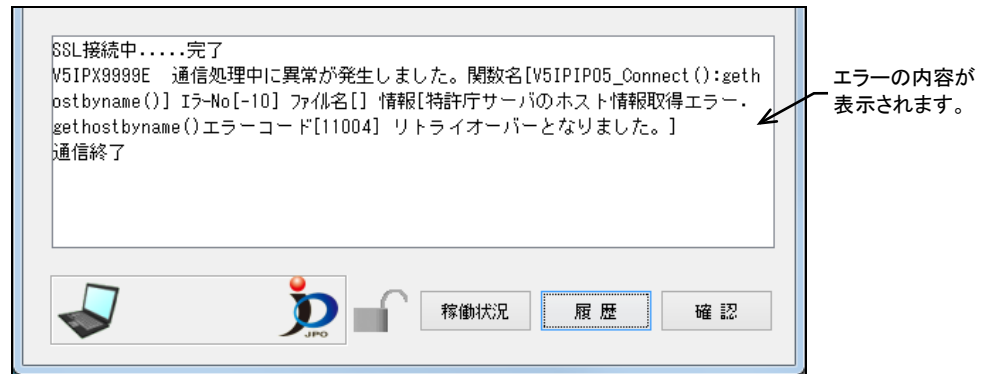 SSL接続中.....完了
V5IPX9999E　通信処理中に異常が発生しました。関数名[V5IPIP05_Connect():geth
ostbyname()] ｴﾗｰNo[-10] ﾌｧｲﾙ名[] 情報[特許庁サーバのホスト情報取得エラー．
gethostbyname()エラーコード[11004] リトライオーバーとなりました。]
通信終了
エラーの内容が
表示されます。
JPO
稼働状況
履 歴
確 認